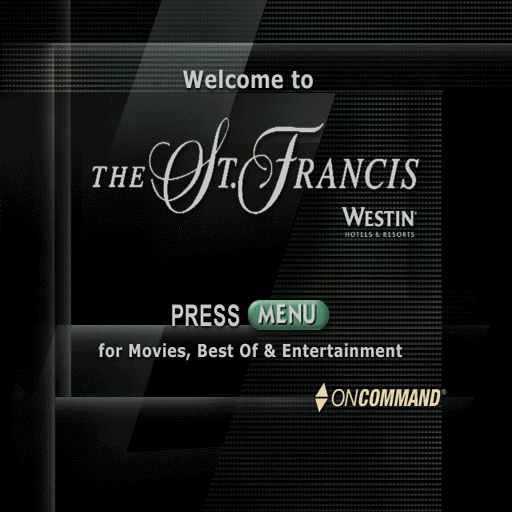 Welcome to
THE ST. FRANCIS
WESTIN®
HOTELS & RESORTS
PRESS MENU
for Movies, Best Of & Entertainment
ONCOMMAND®